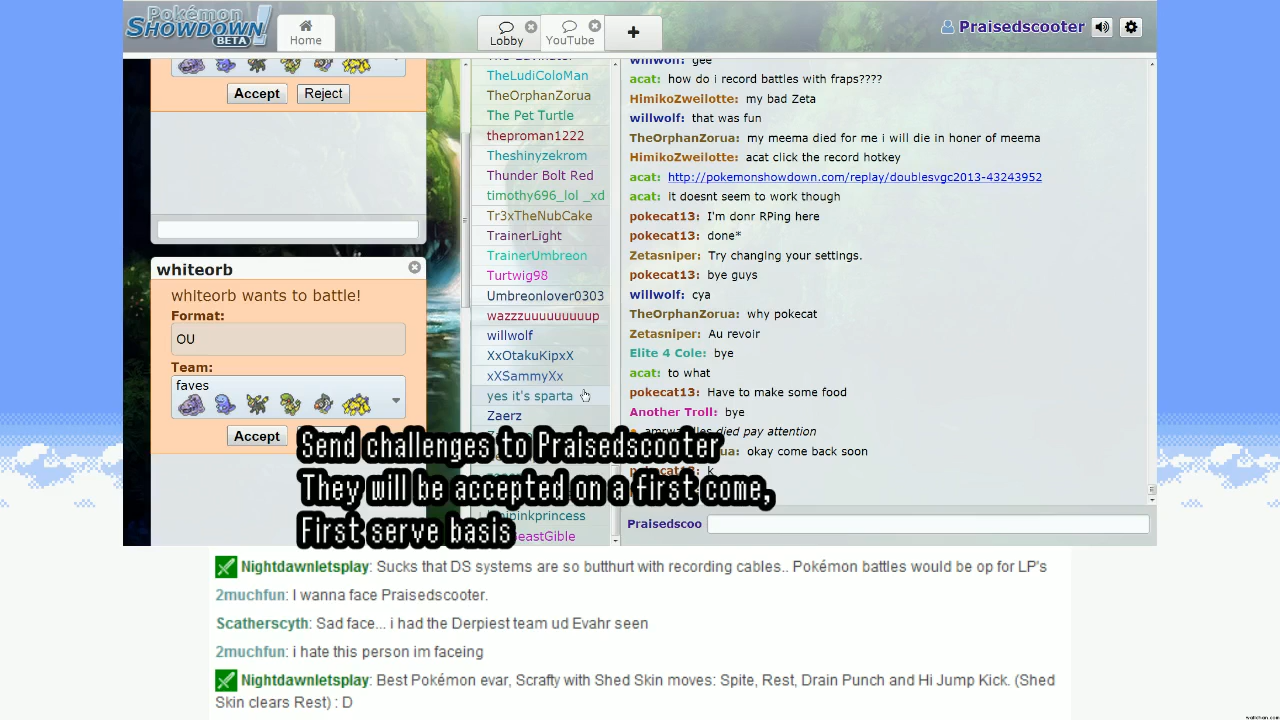 Pokémon
SHOWDOWN!
BETA
Home
Lobby
YouTube
+
Praisedscooter
Accept
Reject
whiteorb
whiteorb wants to battle!
Format:
OU
Team:
faves
Accept
TheLudiColoMan
TheOrphanZorua
The Pet Turtle
theproman1222
Theshinyzekrom
Thunder Bolt Red
timothy696_lol _xd
Tr3xTheNubCake
TrainerLight
TrainerUmbreon
Turtwig98
Umbreonlover0303
wazzzuuuuuuuuup
willwolf
XxOtakuKipxX
xXSammyXx
yes it's sparta
Zaerz
willwolf: gee
acat: how do i record battles with fraps????
HimikoZweilotte: my bad Zeta
willwolf: that was fun
TheOrphanZorua: my meema died for me i will die in honer of meema
HimikoZweilotte: acat click the record hotkey
acat: http://pokemonshowdown.com/replay/doublesvgc2013-43243952
acat: it doesnt seem to work though
pokecat13: I'm donr RPing here
pokecat13: done*
Zetasniper: Try changing your settings.
pokecat13: bye guys
willwolf: cya
TheOrphanZorua: why pokecat
Zetasniper: Au revoir
Elite 4 Cole: bye
acat: to what
pokecat13: Have to make some food
Another Troll: bye
died pay attention
okay come back soon
K
Praisedscoo
Send challenges to Praisedscooter
They will be accepted on a first come,
First serve basis
Nightdawnletsplay: Sucks that DS systems are so butthurt with recording cables.. Pokémon battles would be op for LP's
2muchfun: I wanna face Praisedscooter.
Scatherscyth: Sad face... i had the Derpiest team ud Evahr seen
2muchfun: i hate this person im faceing
Nightdawnletsplay: Best Pokémon evar, Scrafty with Shed Skin moves: Spite, Rest, Drain Punch and Hi Jump Kick. (Shed
Skin clears Rest) : D
wallchan.com